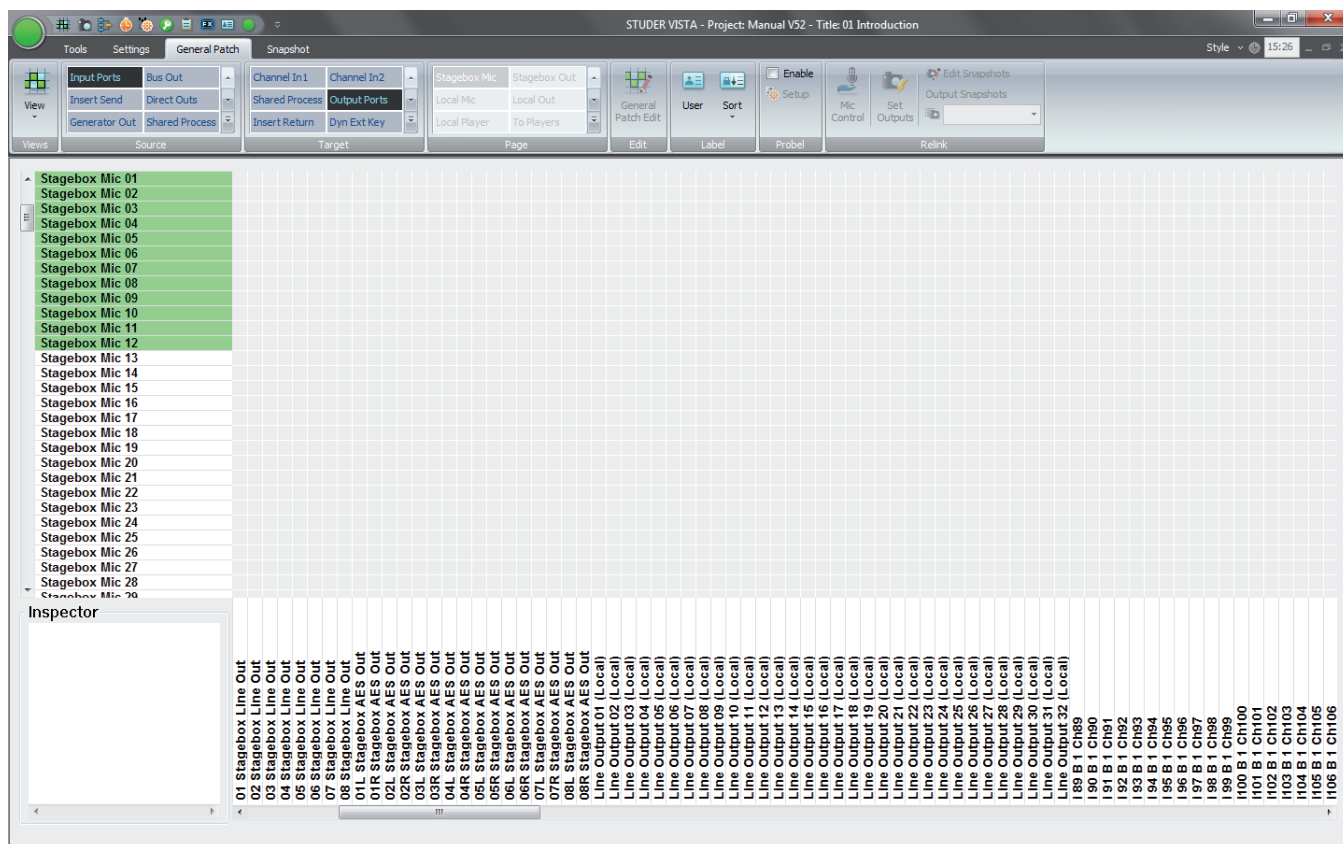 STUDER VISTA - Project: Manual V52 - Title: 01 Introduction
Tools Settings General Patch Snapshot Style 15:26
View
Views
Input Ports Bus Out
Insert Send Direct Outs
Generator Out Shared Process
Source
Channel In1 Channel In2
Shared Process Output Ports
Insert Return Dyn Ext Key
Target
Stagebox Mic Stagebox Out
Local Mic Local Out
Local Player To Players
Page
General
Patch Edit
Edit
User Sort
Label
Enable
Setup
Probel
Mic
Control
Set
Outputs
Edit Snapshots
Output Snapshots
Relink
Stagebox Mic 01
Stagebox Mic 02
Stagebox Mic 03
Stagebox Mic 04
Stagebox Mic 05
Stagebox Mic 06
Stagebox Mic 07
Stagebox Mic 08
Stagebox Mic 09
Stagebox Mic 10
Stagebox Mic 11
Stagebox Mic 12
Stagebox Mic 13
Stagebox Mic 14
Stagebox Mic 15
Stagebox Mic 16
Stagebox Mic 17
Stagebox Mic 18
Stagebox Mic 19
Stagebox Mic 20
Stagebox Mic 21
Stagebox Mic 22
Stagebox Mic 23
Stagebox Mic 24
Stagebox Mic 25
Stagebox Mic 26
Stagebox Mic 27
Stagebox Mic 28
Stagebox Mic 29
Inspector
01 Stagebox Line Out
02 Stagebox Line Out
03 Stagebox Line Out
04 Stagebox Line Out
05 Stagebox Line Out
06 Stagebox Line Out
07 Stagebox Line Out
08 Stagebox Line Out
01L Stagebox AES Out
01R Stagebox AES Out
02L Stagebox AES Out
02R Stagebox AES Out
03L Stagebox AES Out
03R Stagebox AES Out
04L Stagebox AES Out
04R Stagebox AES Out
05L Stagebox AES Out
05R Stagebox AES Out
06L Stagebox AES Out
06R Stagebox AES Out
07L Stagebox AES Out
07R Stagebox AES Out
08L Stagebox AES Out
08R Stagebox AES Out
Line Output 01 (Local)
Line Output 02 (Local)
Line Output 03 (Local)
Line Output 04 (Local)
Line Output 05 (Local)
Line Output 06 (Local)
Line Output 07 (Local)
Line Output 08 (Local)
Line Output 09 (Local)
Line Output 10 (Local)
Line Output 11 (Local)
Line Output 12 (Local)
Line Output 13 (Local)
Line Output 14 (Local)
Line Output 15 (Local)
Line Output 16 (Local)
Line Output 17 (Local)
Line Output 18 (Local)
Line Output 19 (Local)
Line Output 20 (Local)
Line Output 21 (Local)
Line Output 22 (Local)
Line Output 23 (Local)
Line Output 24 (Local)
Line Output 25 (Local)
Line Output 26 (Local)
Line Output 27 (Local)
Line Output 28 (Local)
Line Output 29 (Local)
Line Output 30 (Local)
Line Output 31 (Local)
Line Output 32 (Local)
I 89 B 1 Ch89
I 90 B 1 Ch90
I 91 B 1 Ch91
I 92 B 1 Ch92
I 93 B 1 Ch93
I 94 B 1 Ch94
I 95 B 1 Ch95
I 96 B 1 Ch96
I 97 B 1 Ch97
I 98 B 1 Ch98
I 99 B 1 Ch99
I100 B 1 Ch100
I101 B 1 Ch101
I102 B 1 Ch102
I103 B 1 Ch103
I104 B 1 Ch104
I105 B 1 Ch105
I106 B 1 Ch106